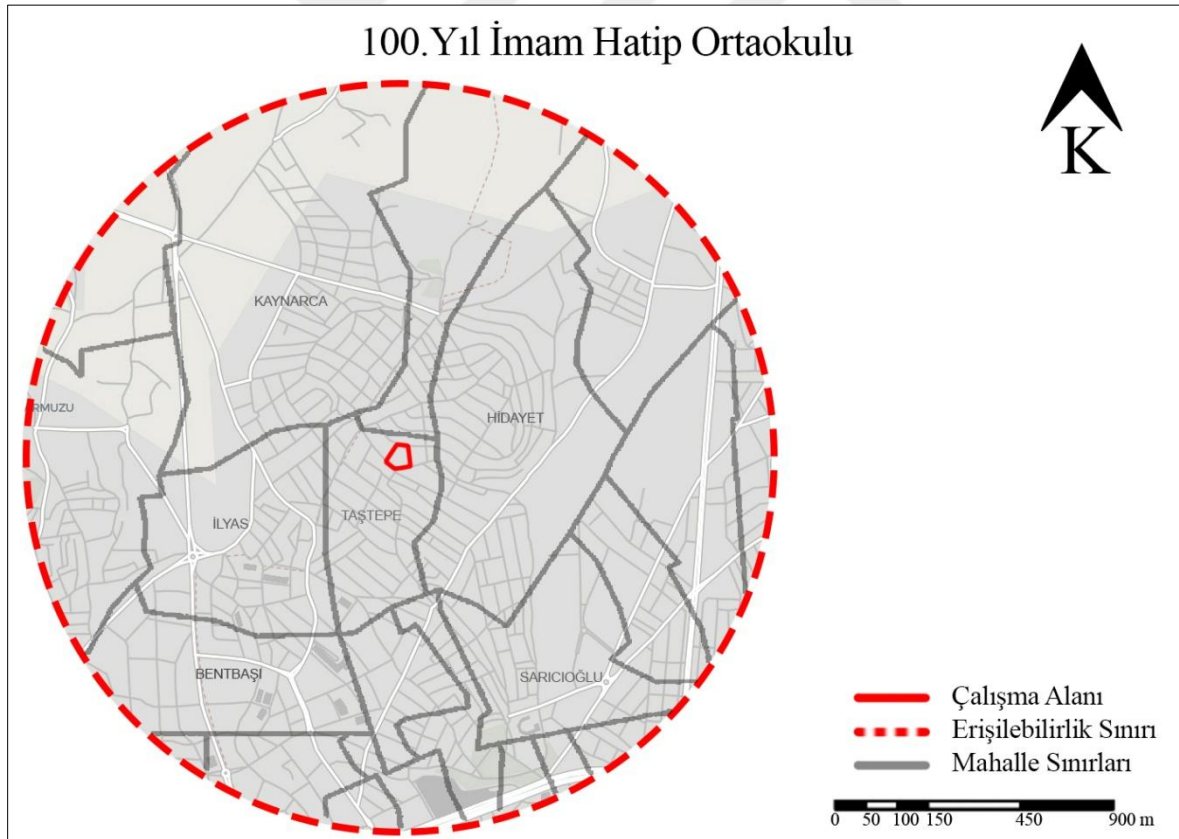 100.Yıl İmam Hatip Ortaokulu
K
KAYNARCA
ORMUZU
HİDAYET
İLYAS
TAŞTEPE
BENTBAŞI
SARICIOĞLU
Çalışma Alanı
Erişilebilirlik Sınırı
Mahalle Sınırları
0 50 100 150 450 900 m